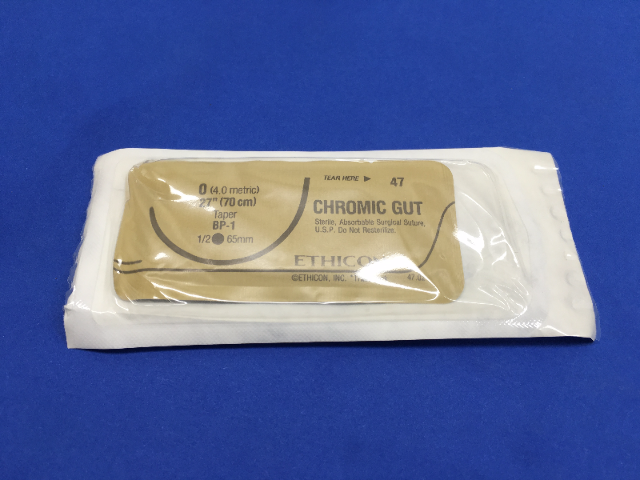 0 (4.0 metric)
27" (70 cm)
Taper
BP-1
1/2 65mm
TEAR HERE
47
CHROMIC GUT
Sterile, Absorbable Surgical Suture,
U.S.P. Do Not Resterilize.
ETHICON
©ETHICON, INC.